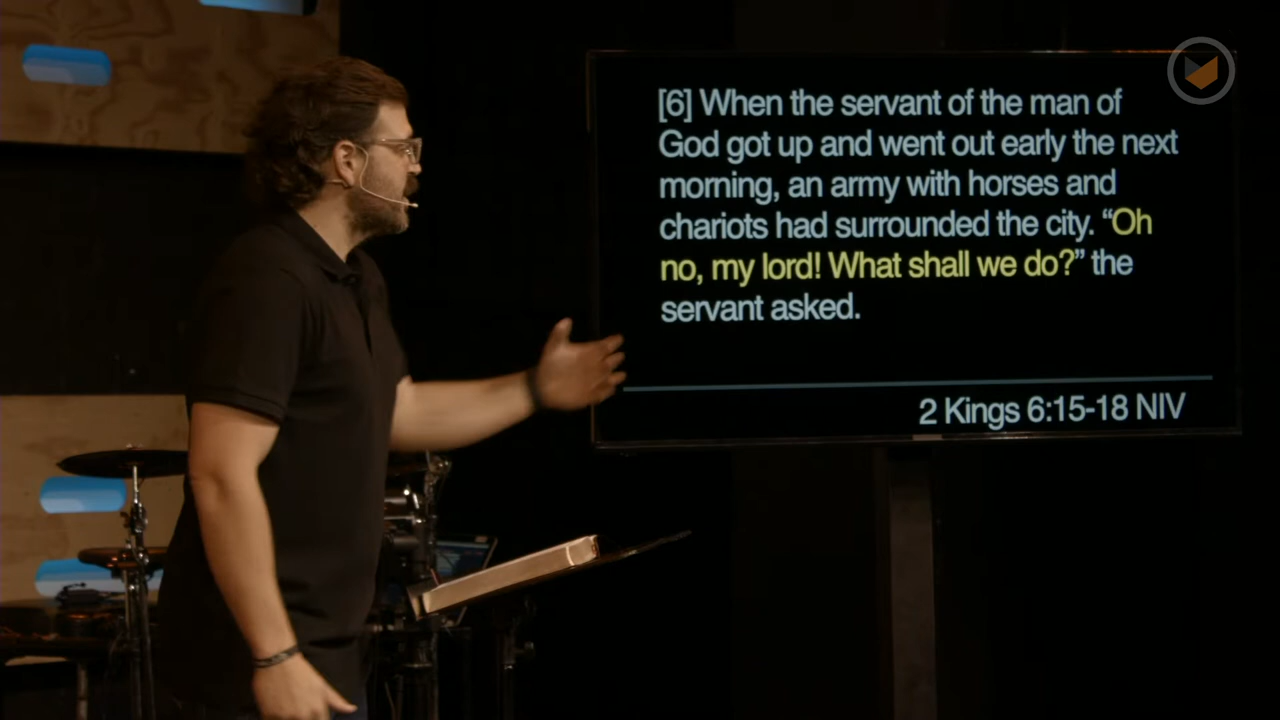 [6] When the servant of the man of
God got up and went out early the next
morning, an army with horses and
chariots had surrounded the city. “Oh
no, my lord! What shall we do?” the
servant asked.
2 Kings 6:15-18 NIV